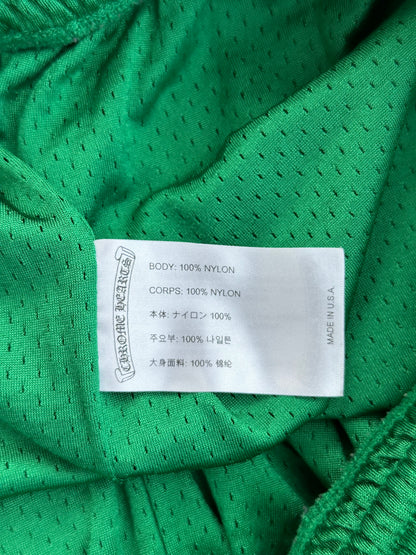 CHROME HEARTS
BODY: 100% NYLON
CORPS: 100% NYLON
本体: ナイロン 100%
주요부: 100% 나일론
大身面料: 100% 锦纶
MADE IN U.S.A.